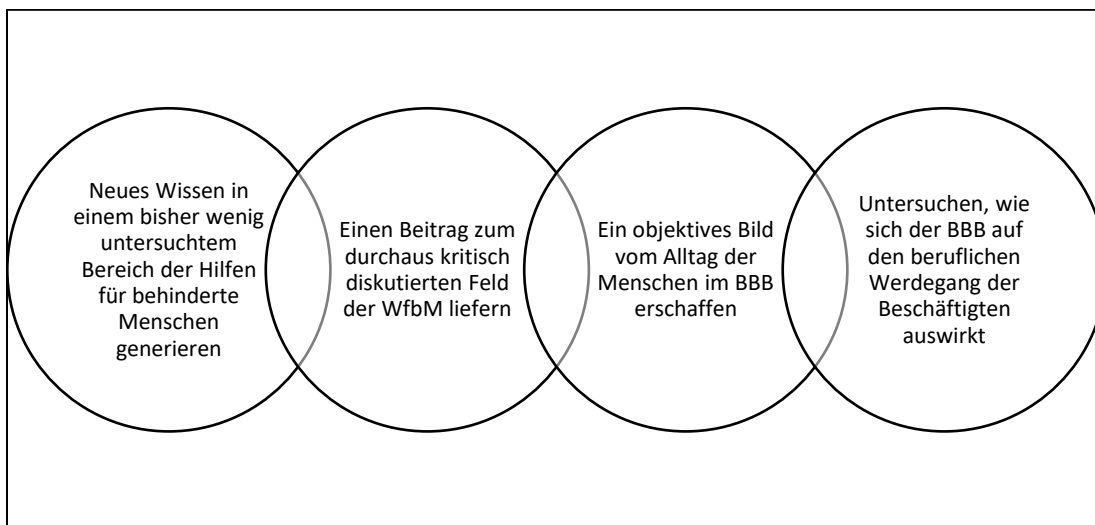 Neues Wissen in
einem bisher wenig
untersuchtem
Bereich der Hilfen
für behinderte
Menschen
generieren
Einen Beitrag zum
durchaus kritisch
diskutierten Feld
der WfbM liefern
Ein objektives Bild
vom Alltag der
Menschen im BBB
erschaffen
Untersuchen, wie
sich der BBB auf
den beruflichen
Werdegang der
Beschäftigten
auswirkt